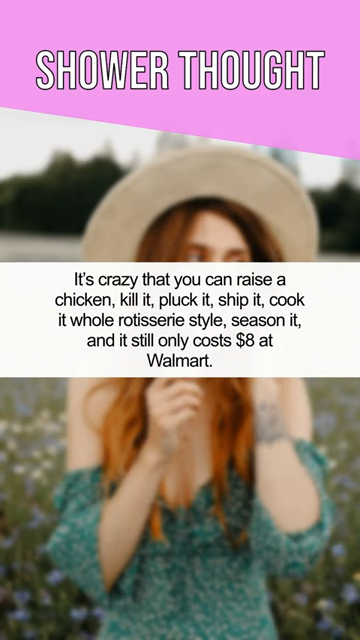 SHOWER THOUGHT
It's crazy that you can raise a
chicken, kill it, pluck it, ship it, cook
it whole rotisserie style, season it,
and it still only costs $8 at
Walmart.